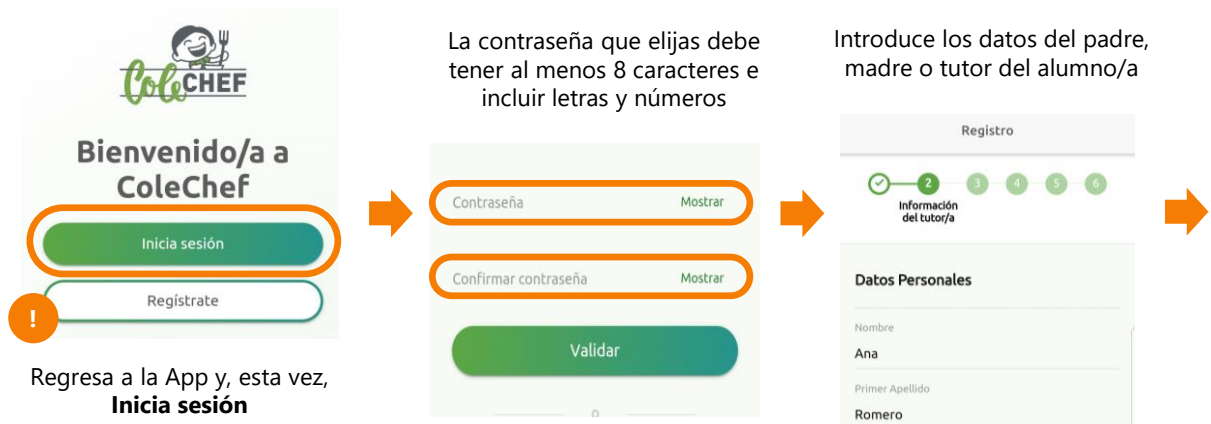 ColeCHEF
Bienvenido/a a
ColeChef
Inicia sesión
Regístrate
!
Regresa a la App y, esta vez,
Inicia sesión
La contraseña que elijas debe
tener al menos 8 caracteres e
incluir letras y números
Contraseña Mostrar
Confirmar contraseña Mostrar
Validar
o
Introduce los datos del padre,
madre o tutor del alumno/a
Registro
2 3 4 5 6
Información
del tutor/a
Datos Personales
Nombre
Ana
Primer Apellido
Romero